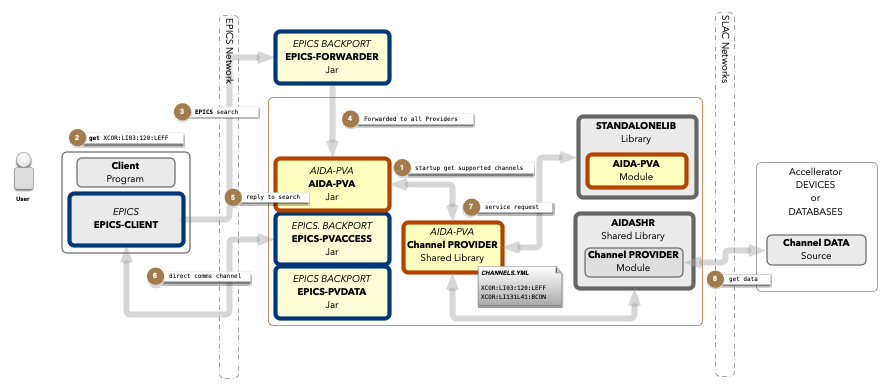 EPICS Network
SLAC Networks
EPICS BACKPORT
EPICS-FORWARDER
Jar
3
EPICS search
4
Forwarded to all Providers
2
get XCOR:LI03:120:LEFF
User
Client
Program
EPICS
EPICS-CLIENT
STANDALONELIB
Library
AIDA-PVA
Module
1
startup get supported channels
AIDA-PVA
AIDA-PVA
Jar
5
reply to search
7
service request
Accellerator
DEVICES
or
DATABASES
EPICS. BACKPORT
EPICS-PVACCESS
Jar
AIDA-PVA
Channel PROVIDER
Shared Library
AIDASHR
Shared Library
Channel PROVIDER
Module
Channel DATA
Source
6
direct comms channel
EPICS BACKPORT
EPICS-PVDATA
Jar
CHANNELS.YML
XCOR:LI03:120:LEFF
XCOR:LI131L41:BCON
8
get data